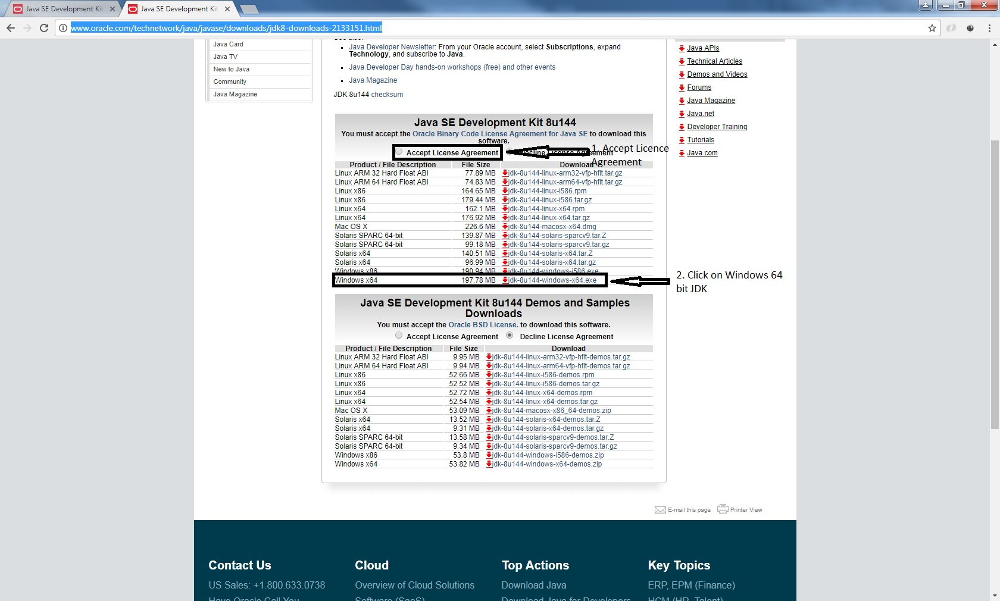 Java SE Development Kit
Java SE Development Kit
www.oracle.com/technetwork/java/javase/downloads/jdk8-downloads-2133151.html
Java Card
Java TV
New to Java
Community
Java Magazine
Java Developer Newsletter: From your Oracle account, select Subscriptions, expand
Technology, and subscribe to Java.
Java Developer Day hands-on workshops (free) and other events
Java Magazine
JDK 8u144 checksum
Java APIs
Technical Articles
Demos and Videos
Forums
Java Magazine
Java.net
Developer Training
Tutorials
Java.com
Java SE Development Kit 8u144
You must accept the Oracle Binary Code License Agreement for Java SE to download this
software.
Accept License Agreement Decline License Agreement
1. Accept Licence
Agreement
Product / File Description File Size Download
Linux ARM 32 Hard Float ABI 77.89 MB jdk-8u144-linux-arm32-vfp-hflt.tar.gz
Linux ARM 64 Hard Float ABI 74.83 MB jdk-8u144-linux-arm64-vfp-hflt.tar.gz
Linux x86 164.65 MB jdk-8u144-linux-i586.rpm
Linux x86 179.44 MB jdk-8u144-linux-i586.tar.gz
Linux x64 162.1 MB jdk-8u144-linux-x64.rpm
Linux x64 176.92 MB jdk-8u144-linux-x64.tar.gz
Mac OS X 226.6 MB jdk-8u144-macosx-x64.dmg
Solaris SPARC 64-bit 139.87 MB jdk-8u144-solaris-sparcv9.tar.Z
Solaris SPARC 64-bit 99.18 MB jdk-8u144-solaris-sparcv9.tar.gz
Solaris x64 140.51 MB jdk-8u144-solaris-x64.tar.Z
Solaris x64 96.99 MB jdk-8u144-solaris-x64.tar.gz
Windows x86 190.94 MB jdk-8u144-windows-i586.exe
Windows x64 197.78 MB jdk-8u144-windows-x64.exe
2. Click on Windows 64
bit JDK
Java SE Development Kit 8u144 Demos and Samples
Downloads
You must accept the Oracle BSD License. to download this software.
Accept License Agreement Decline License Agreement
Product / File Description File Size Download
Linux ARM 32 Hard Float ABI 9.95 MB jdk-8u144-linux-arm32-vfp-hflt-demos.tar.gz
Linux ARM 64 Hard Float ABI 9.94 MB jdk-8u144-linux-arm64-vfp-hflt-demos.tar.gz
Linux x86 52.66 MB jdk-8u144-linux-i586-demos.rpm
Linux x86 52.52 MB jdk-8u144-linux-i586-demos.tar.gz
Linux x64 52.72 MB jdk-8u144-linux-x64-demos.rpm
Linux x64 52.54 MB jdk-8u144-linux-x64-demos.tar.gz
Mac OS X 53.09 MB jdk-8u144-macosx-x86_64-demos.zip
Solaris x64 13.52 MB jdk-8u144-solaris-x64-demos.tar.Z
Solaris x64 9.31 MB jdk-8u144-solaris-x64-demos.tar.gz
Solaris SPARC 64-bit 13.58 MB jdk-8u144-solaris-sparcv9-demos.tar.Z
Solaris SPARC 64-bit 9.34 MB jdk-8u144-solaris-sparcv9-demos.tar.gz
Windows x86 53.8 MB jdk-8u144-windows-i586-demos.zip
Windows x64 53.82 MB jdk-8u144-windows-x64-demos.zip
E-mail this page Printer View
Contact Us
US Sales: +1.800.633.0738
Have Oracle Call You
Cloud
Overview of Cloud Solutions
Software (SaaS)
Top Actions
Download Java
Download Java for Developers
Key Topics
ERP, EPM (Finance)
HCM (HR, Talent)